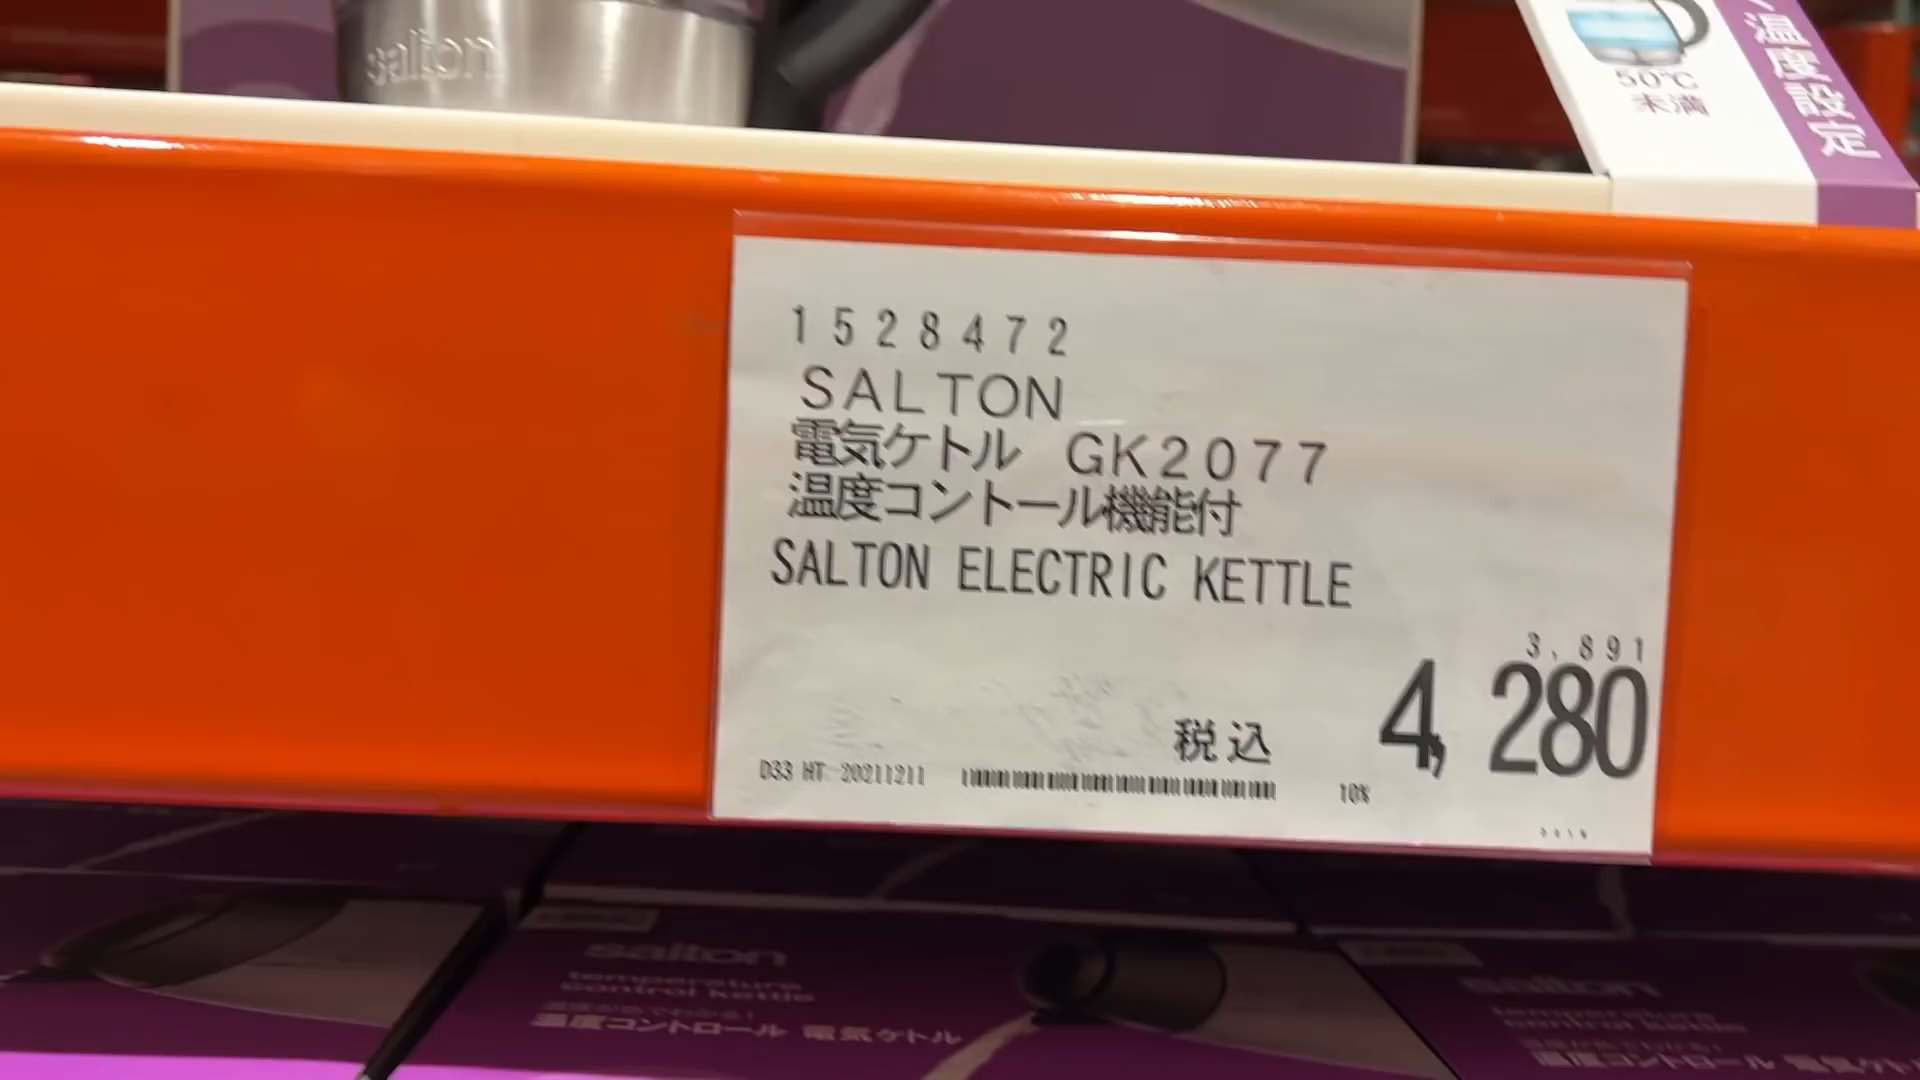 salton
50℃
未満
温度設定
1528472
SALTON
電気ケトル GK2077
温度コントール機能付
SALTON ELECTRIC KETTLE
3,891
税込 4,280
D33 HT 20211211
10%
salton
temperature
control kettle
温度コントロール 電気ケトル
salton
temperature
control kettle
温度コントロール 電気ケト